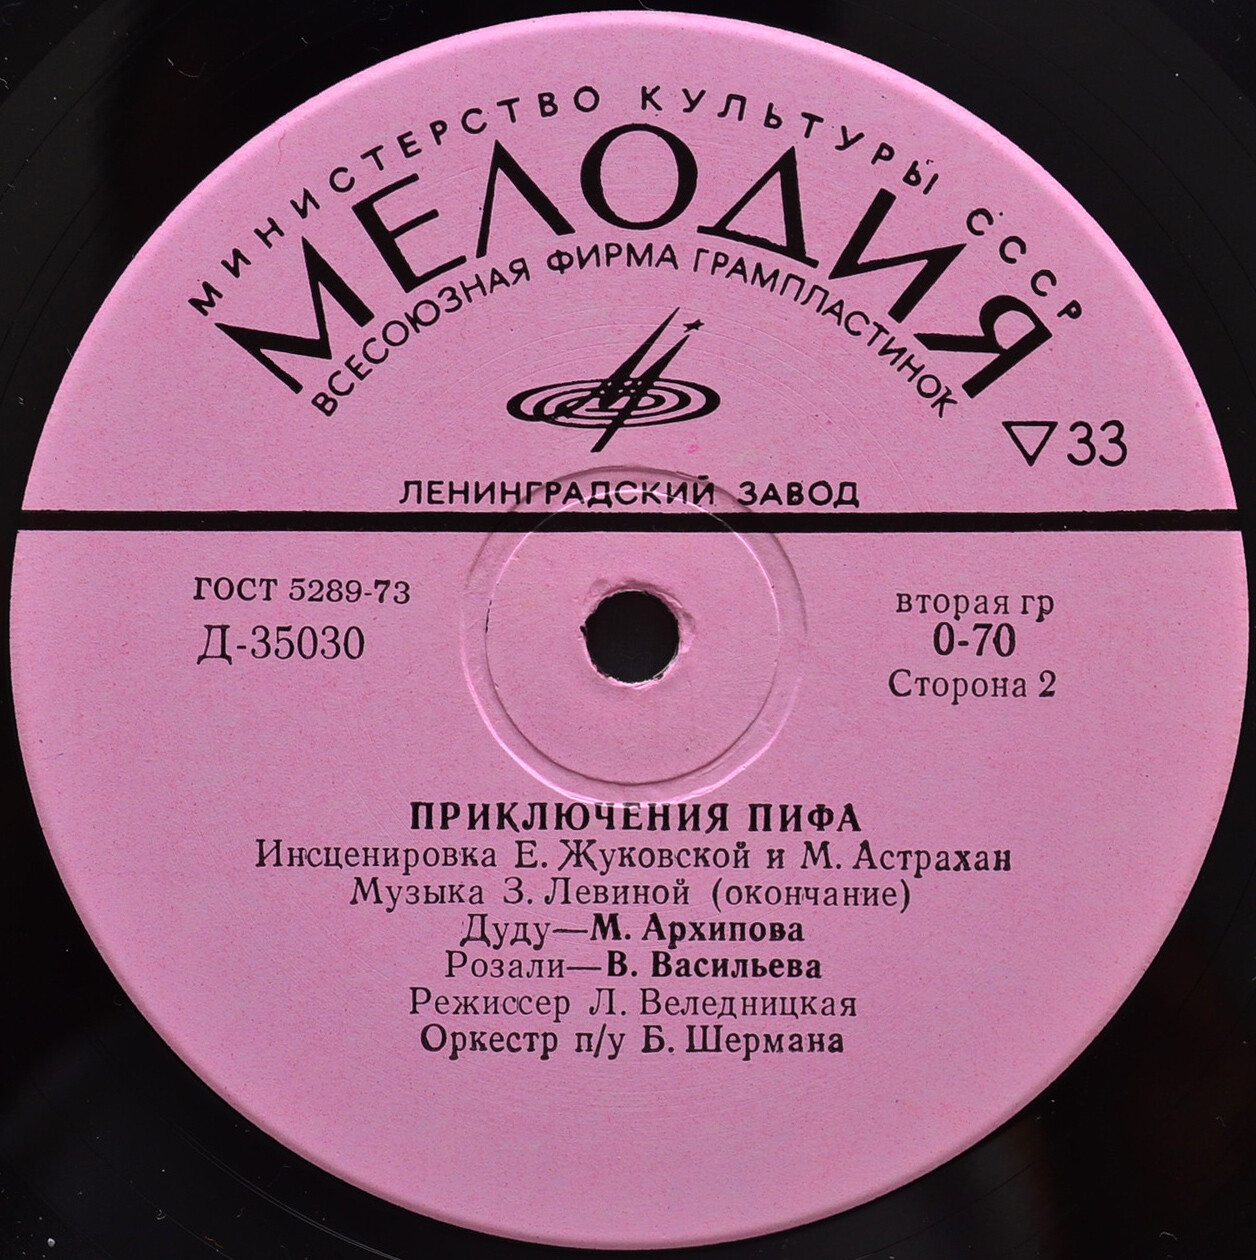 МИНИСТЕРСТВО КУЛЬТУРЫ СССР
МЕЛОДИЯ
ВСЕСОЮЗНАЯ ФИРМА ГРАМПЛАСТИНОК
33
ЛЕНИНГРАДСКИЙ ЗАВОД
ГОСТ 5289-73
Д-35030
вторая гр
0-70
Сторона 2
ПРИКЛЮЧЕНИЯ ПИФА
Инсценировка Е. Жуковской и М. Астрахан
Музыка З. Левиной (окончание)
Дуду—М. Архипова
Розали—В. Васильева
Режиссер Л. Веледницкая
Оркестр п/у Б. Шермана